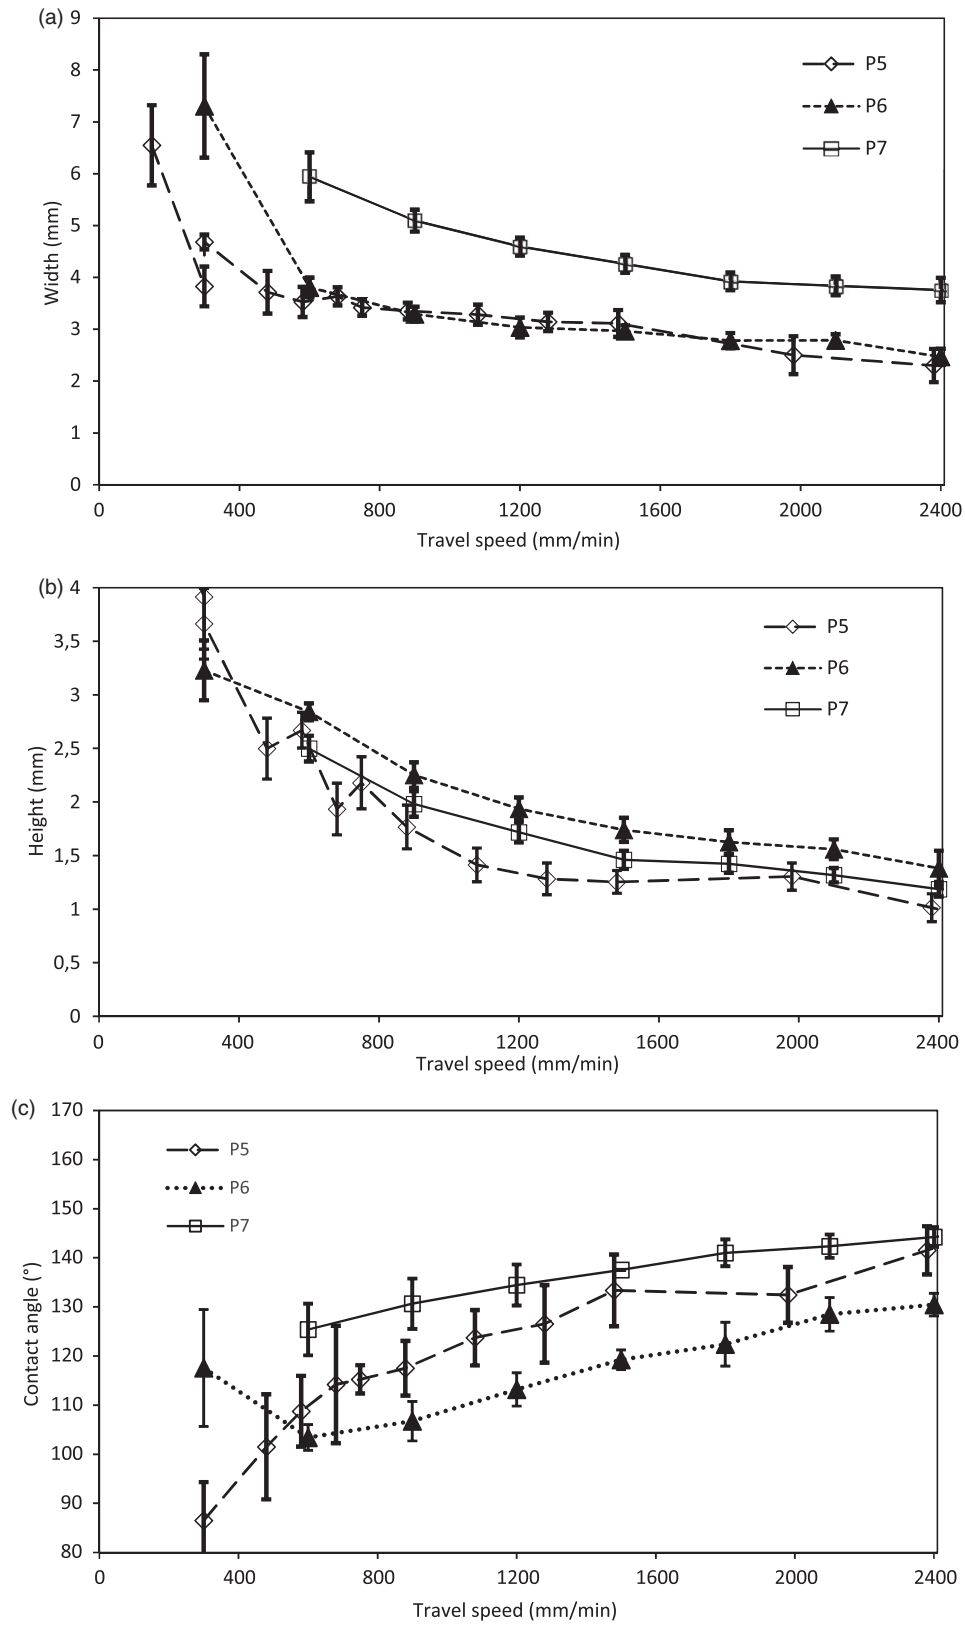 (a)
9
8
7
6
5
4
3
2
1
0
Width (mm)
P5
P6
P7
0 400 800 1200 1600 2000 2400
Travel speed (mm/min)
(b)
4
3,5
3
2,5
2
1,5
1
0,5
0
Height (mm)
P5
P6
P7
0 400 800 1200 1600 2000 2400
Travel speed (mm/min)
(c)
170
160
150
140
130
120
110
100
90
80
Contact angle (°)
P5
P6
P7
0 400 800 1200 1600 2000 2400
Travel speed (mm/min)